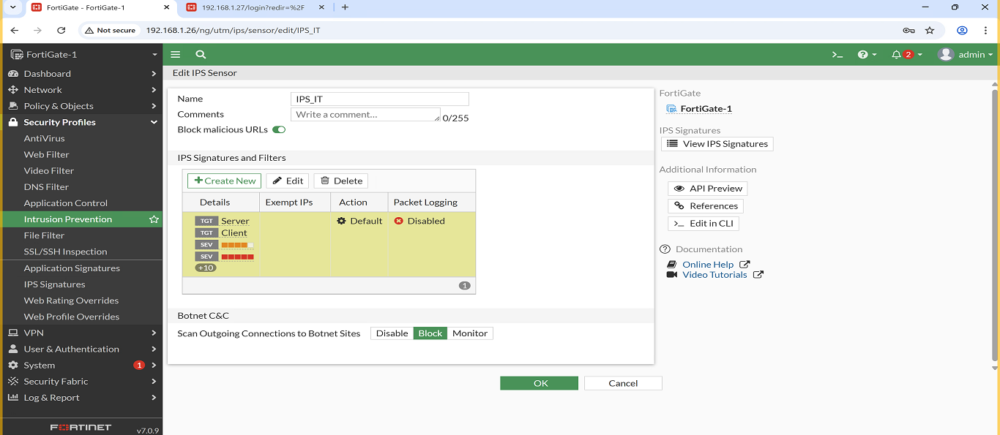 FortiGate - FortiGate-1
192.168.1.27/login?redir=%2F
Not secure
192.168.1.26/ng/utm/ips/sensor/edit/IPS_IT
FortiGate-1
Dashboard
Network
Policy & Objects
Security Profiles
AntiVirus
Web Filter
Video Filter
DNS Filter
Application Control
Intrusion Prevention
File Filter
SSL/SSH Inspection
Application Signatures
IPS Signatures
Web Rating Overrides
Web Profile Overrides
VPN
User & Authentication
System 1
Security Fabric
Log & Report
FORTINET v7.0.9
2 admin
Edit IPS Sensor
Name IPS_IT
Comments Write a comment... 0/255
Block malicious URLs
IPS Signatures and Filters
Create New Edit Delete
Details Exempt IPs Action Packet Logging
TGT Server Default Disabled
TGT Client
SEV
SEV
+10
1
Botnet C&C
Scan Outgoing Connections to Botnet Sites Disable Block Monitor
OK Cancel
FortiGate
FortiGate-1
IPS Signatures
View IPS Signatures
Additional Information
API Preview
References
>_ Edit in CLI
Documentation
Online Help
Video Tutorials